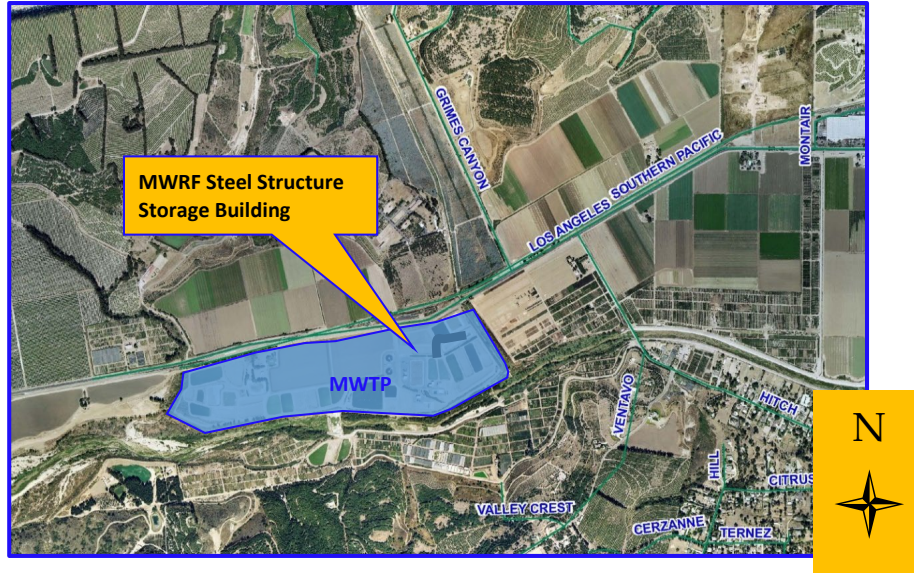 GRIMES CANYON
MONTAIR
LOS ANGELES SOUTHERN PACIFIC
MWRF Steel Structure
Storage Building
MWTP
VENTAVO
HITCH
N
HILL
CITRUS
VALLEY CREST
CERZANNE
TERNEZ